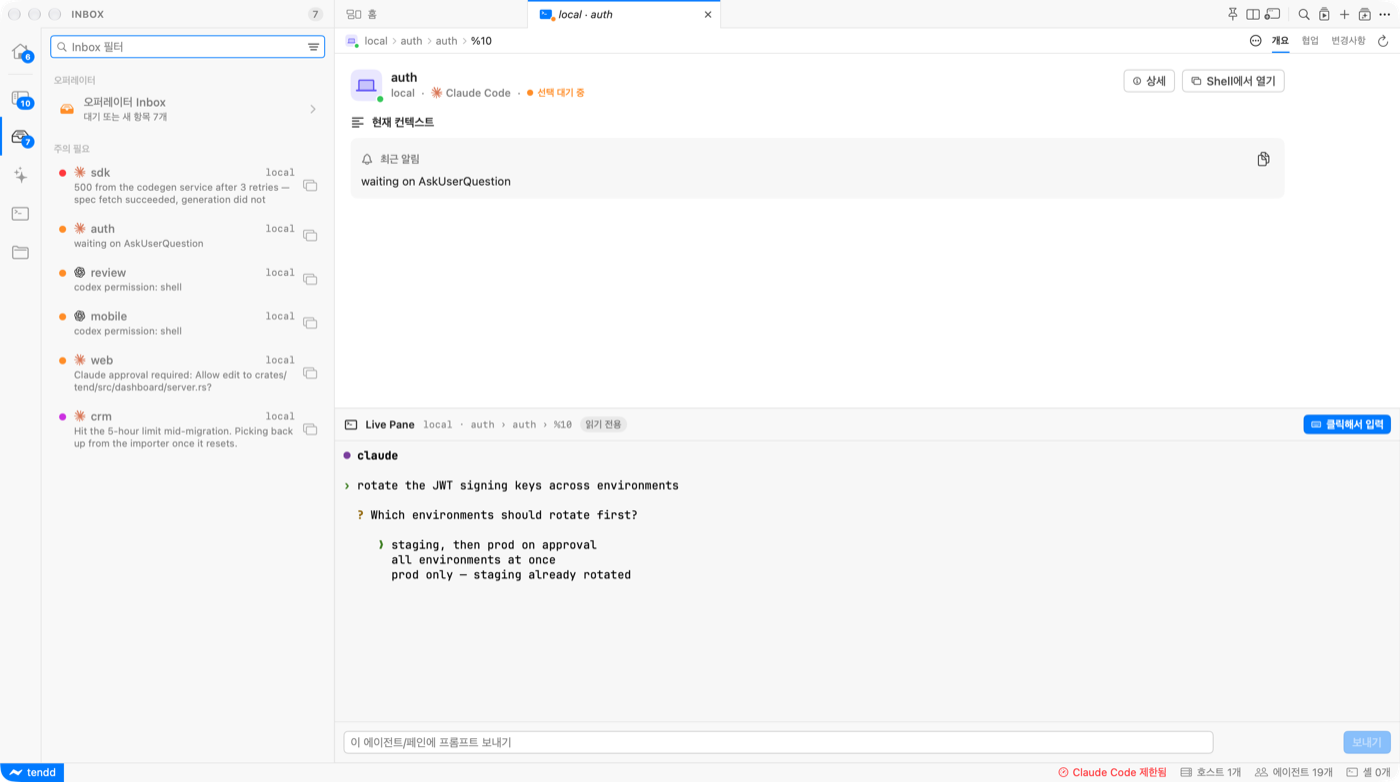 INBOX
7
홈
local · auth
6
10
7
Inbox 필터
오퍼레이터
오퍼레이터 Inbox
대기 또는 새 항목 7개
주의 필요
sdk
local
500 from the codegen service after 3 retries —
spec fetch succeeded, generation did not
auth
local
waiting on AskUserQuestion
review
local
codex permission: shell
mobile
local
codex permission: shell
web
local
Claude approval required: Allow edit to crates/
tend/src/dashboard/server.rs?
crm
local
Hit the 5-hour limit mid-migration. Picking back
up from the importer once it resets.
local › auth › auth › %10
개요
협업
변경사항
auth
local · Claude Code · 선택 대기 중
상세
Shell에서 열기
현재 컨텍스트
최근 알림
waiting on AskUserQuestion
Live Pane local · auth › auth › %10 읽기 전용
클릭해서 입력
claude
› rotate the JWT signing keys across environments
? Which environments should rotate first?
❯ staging, then prod on approval
all environments at once
prod only — staging already rotated
이 에이전트/페인에 프롬프트 보내기
보내기
tendd
Claude Code 제한됨
호스트 1개
에이전트 19개
셸 0개